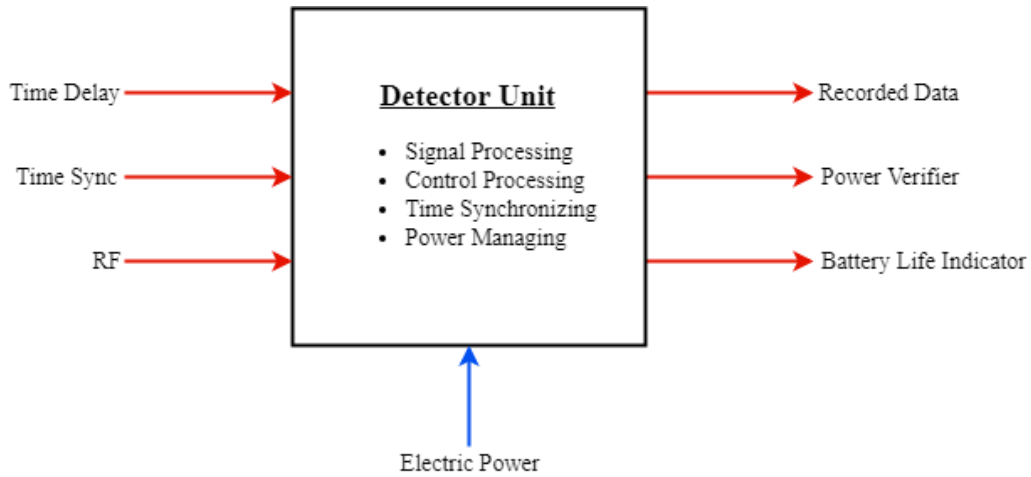 Time Delay
Time Sync
RF
Detector Unit
• Signal Processing
• Control Processing
• Time Synchronizing
• Power Managing
Recorded Data
Power Verifier
Battery Life Indicator
Electric Power